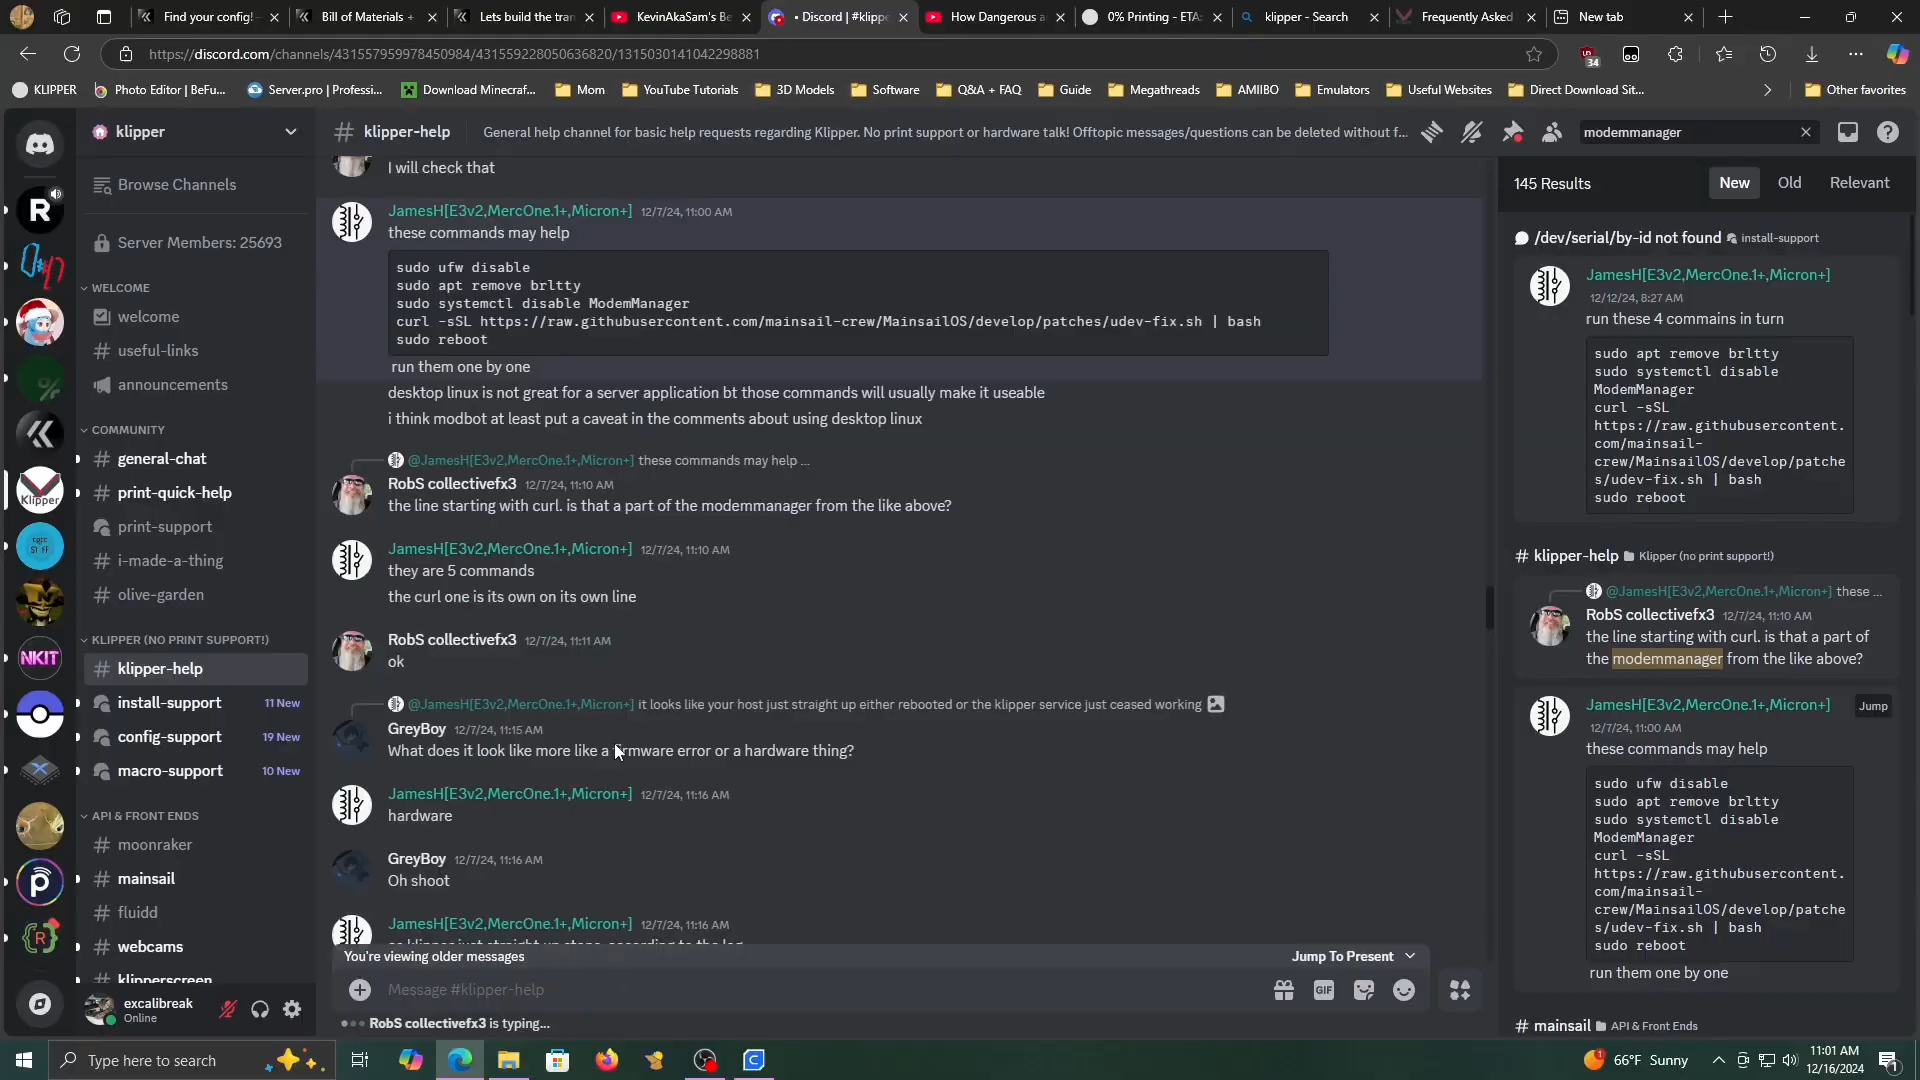 Find your config! -
Bill of Materials +
Lets build the tran
KevinAkaSam's Be
• Discord | #klippe
How Dangerous a
0% Printing - ETA:
klipper - Search
Frequently Asked
New tab
https://discord.com/channels/431557959978450984/431559228050636820/1315030141042298881
34
KLIPPER
Photo Editor | BeFu...
Server.pro | Professi...
Download Minecraf...
Mom
YouTube Tutorials
3D Models
Software
Q&A + FAQ
Guide
Megathreads
AMIIBO
Emulators
Useful Websites
Direct Download Sit...
Other favorites
klipper
klipper-help
General help channel for basic help requests regarding Klipper. No print support or hardware talk! Offtopic messages/questions can be deleted without f...
modemmanager
R
Klipper
NKIT
Browse Channels
Server Members: 25693
WELCOME
welcome
useful-links
announcements
COMMUNITY
general-chat
print-quick-help
print-support
i-made-a-thing
olive-garden
KLIPPER (NO PRINT SUPPORT!)
klipper-help
install-support
11 New
config-support
19 New
macro-support
10 New
API & FRONT ENDS
moonraker
mainsail
fluidd
webcams
klipperscreen
excalibreak
Online
I will check that
JamesH[E3v2,MercOne.1+,Micron+] 12/7/24, 11:00 AM
these commands may help
sudo ufw disable
sudo apt remove brltty
sudo systemctl disable ModemManager
curl -sSL https://raw.githubusercontent.com/mainsail-crew/MainsailOS/develop/patches/udev-fix.sh | bash
sudo reboot
run them one by one
desktop linux is not great for a server application bt those commands will usually make it useable
i think modbot at least put a caveat in the comments about using desktop linux
@JamesH[E3v2,MercOne.1+,Micron+] these commands may help ...
RobS collectivefx3 12/7/24, 11:10 AM
the line starting with curl. is that a part of the modemmanager from the like above?
JamesH[E3v2,MercOne.1+,Micron+] 12/7/24, 11:10 AM
they are 5 commands
the curl one is its own on its own line
RobS collectivefx3 12/7/24, 11:11 AM
ok
@JamesH[E3v2,MercOne.1+,Micron+] it looks like your host just straight up either rebooted or the klipper service just ceased working
GreyBoy 12/7/24, 11:15 AM
What does it look like more like a firmware error or a hardware thing?
JamesH[E3v2,MercOne.1+,Micron+] 12/7/24, 11:16 AM
hardware
GreyBoy 12/7/24, 11:16 AM
Oh shoot
JamesH[E3v2,MercOne.1+,Micron+] 12/7/24, 11:16 AM
so klipper just straight up stops, according to the log
You're viewing older messages
Jump To Present
Message #klipper-help
GIF
RobS collectivefx3 is typing...
145 Results
New
Old
Relevant
/dev/serial/by-id not found install-support
JamesH[E3v2,MercOne.1+,Micron+]
12/12/24, 8:27 AM
run these 4 commains in turn
sudo apt remove brltty
sudo systemctl disable
ModemManager
curl -sSL
https://raw.githubusercontent.
com/mainsail-
crew/MainsailOS/develop/patche
s/udev-fix.sh | bash
sudo reboot
klipper-help Klipper (no print support!)
@JamesH[E3v2,MercOne.1+,Micron+] these ...
RobS collectivefx3 12/7/24, 11:10 AM
the line starting with curl. is that a part of
the modemmanager from the like above?
JamesH[E3v2,MercOne.1+,Micron+]
Jump
12/7/24, 11:00 AM
these commands may help
sudo ufw disable
sudo apt remove brltty
sudo systemctl disable
ModemManager
curl -sSL
https://raw.githubusercontent.
com/mainsail-
crew/MainsailOS/develop/patche
s/udev-fix.sh | bash
sudo reboot
run them one by one
mainsail API & Front Ends
Type here to search
66°F Sunny
11:01 AM
12/16/2024